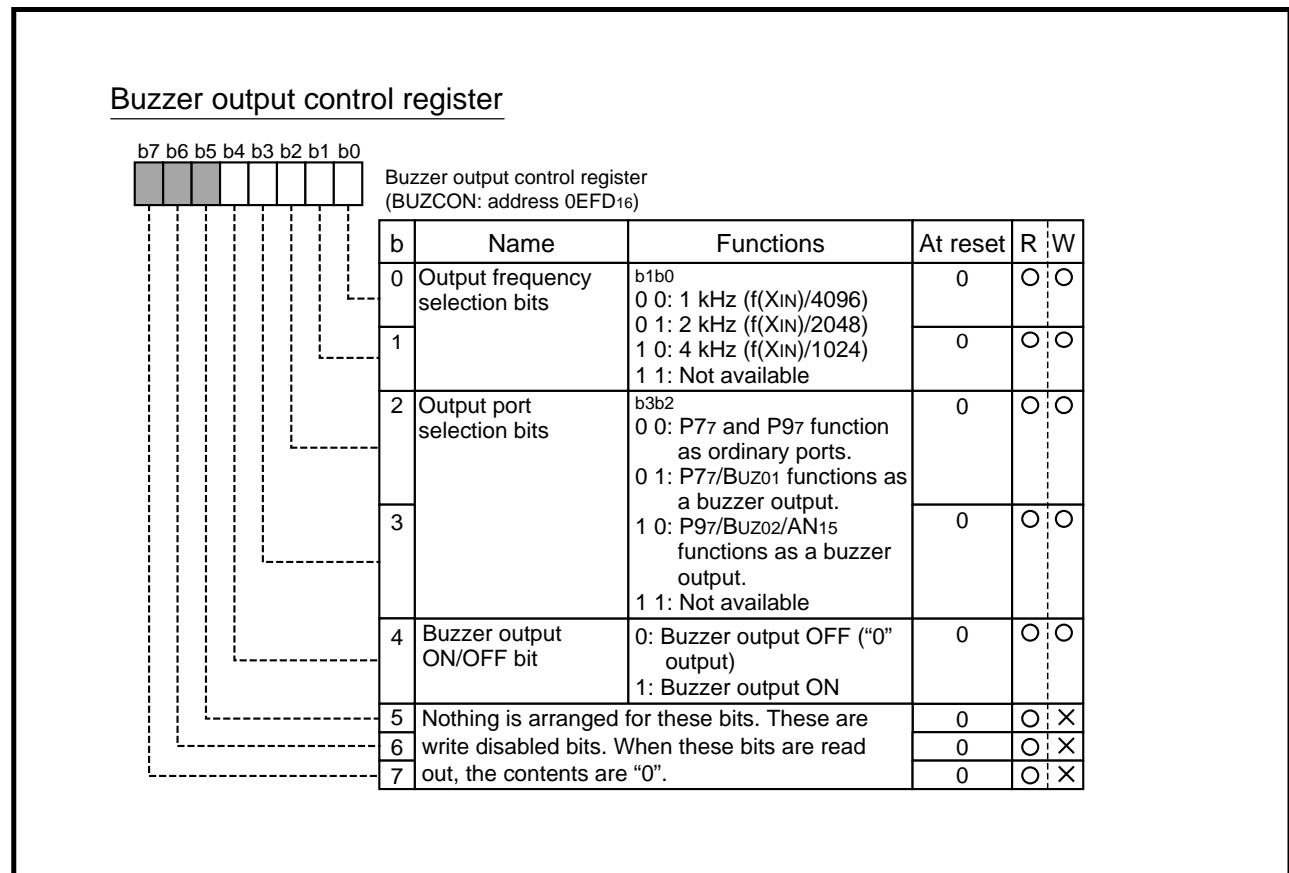 Buzzer output control register
b7 b6 b5 b4 b3 b2 b1 b0
Buzzer output control register
(BUZCON: address 0EFD16)
b Name Functions At reset R W
0 Output frequency selection bits
b1b0
0 0: 1 kHz (f(XIN)/4096)
0 1: 2 kHz (f(XIN)/2048)
1 0: 4 kHz (f(XIN)/1024)
1 1: Not available
0 O O
1 0 O O
2 Output port selection bits
b3b2
0 0: P77 and P97 function
as ordinary ports.
0 1: P77/BUZ01 functions as
a buzzer output.
1 0: P97/BUZ02/AN15
functions as a buzzer
output.
1 1: Not available
0 O O
3 0 O O
4 Buzzer output ON/OFF bit
0: Buzzer output OFF (“0”
output)
1: Buzzer output ON
0 O O
5 Nothing is arranged for these bits. These are 0 O ×
6 write disabled bits. When these bits are read 0 O ×
7 out, the contents are “0”. 0 O ×